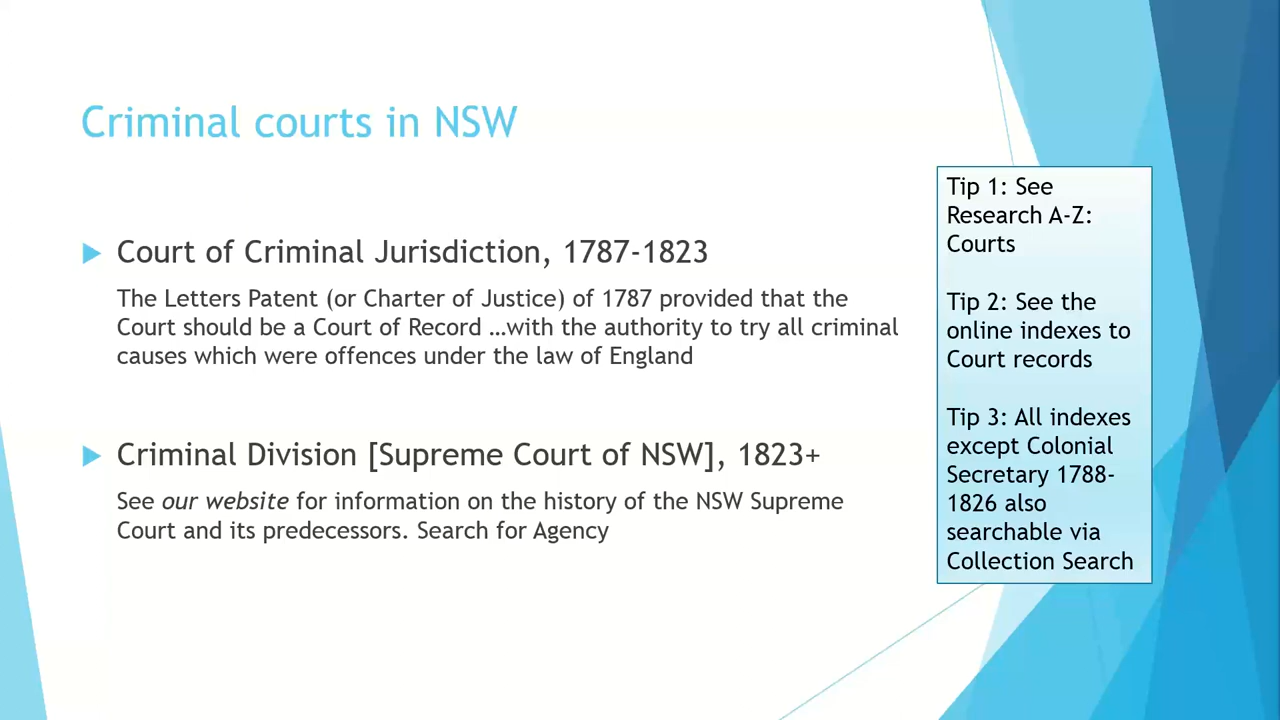 Criminal courts in NSW
Court of Criminal Jurisdiction, 1787-1823
The Letters Patent (or Charter of Justice) of 1787 provided that the
Court should be a Court of Record …with the authority to try all criminal
causes which were offences under the law of England
Criminal Division [Supreme Court of NSW], 1823+
See our website for information on the history of the NSW Supreme
Court and its predecessors. Search for Agency
Tip 1: See
Research A-Z:
Courts
Tip 2: See the
online indexes to
Court records
Tip 3: All indexes
except Colonial
Secretary 1788-
1826 also
searchable via
Collection Search